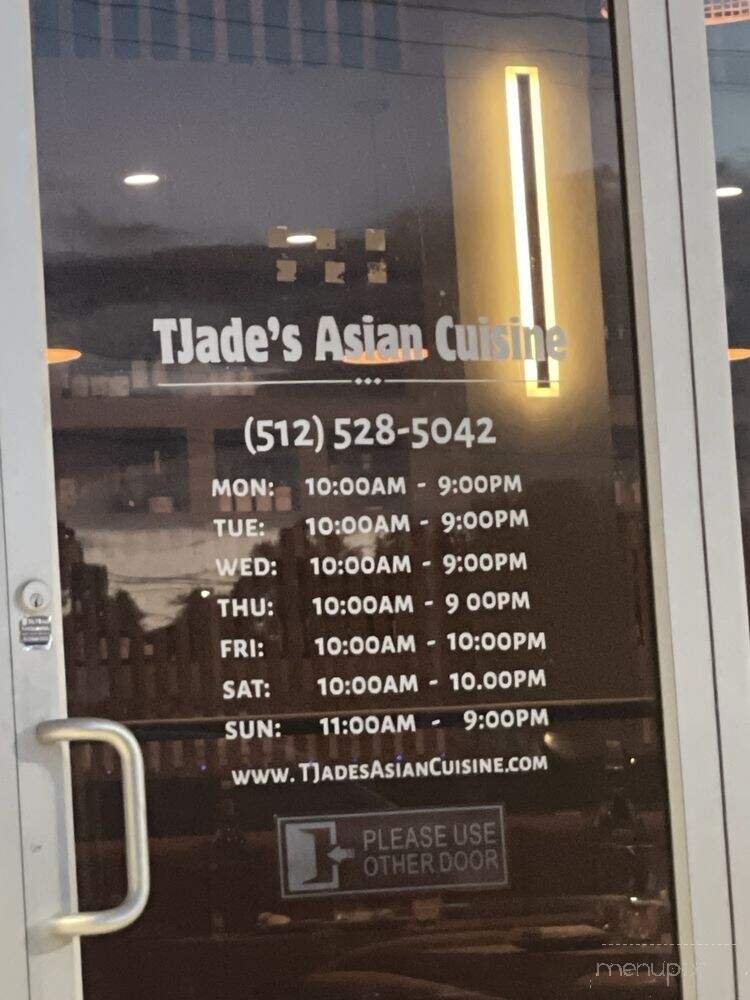 TJade's Asian Cuisine
(512) 528-5042
MON: 10:00AM - 9:00PM
TUE: 10:00AM - 9:00PM
WED: 10:00AM - 9:00PM
THU: 10:00AM - 9 00PM
FRI: 10:00AM - 10:00PM
SAT: 10:00AM - 10.00PM
SUN: 11:00AM - 9:00PM
www.TJadesAsianCuisine.com
PLEASE USE
OTHER DOOR
menupix